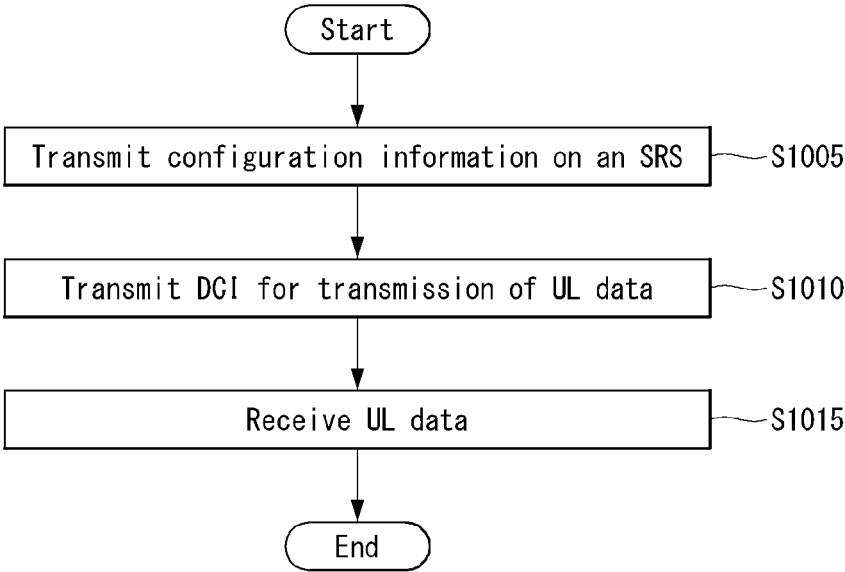 Start
Transmit configuration information on an SRS
S1005
Transmit DCI for transmission of UL data
S1010
Receive UL data
S1015
End